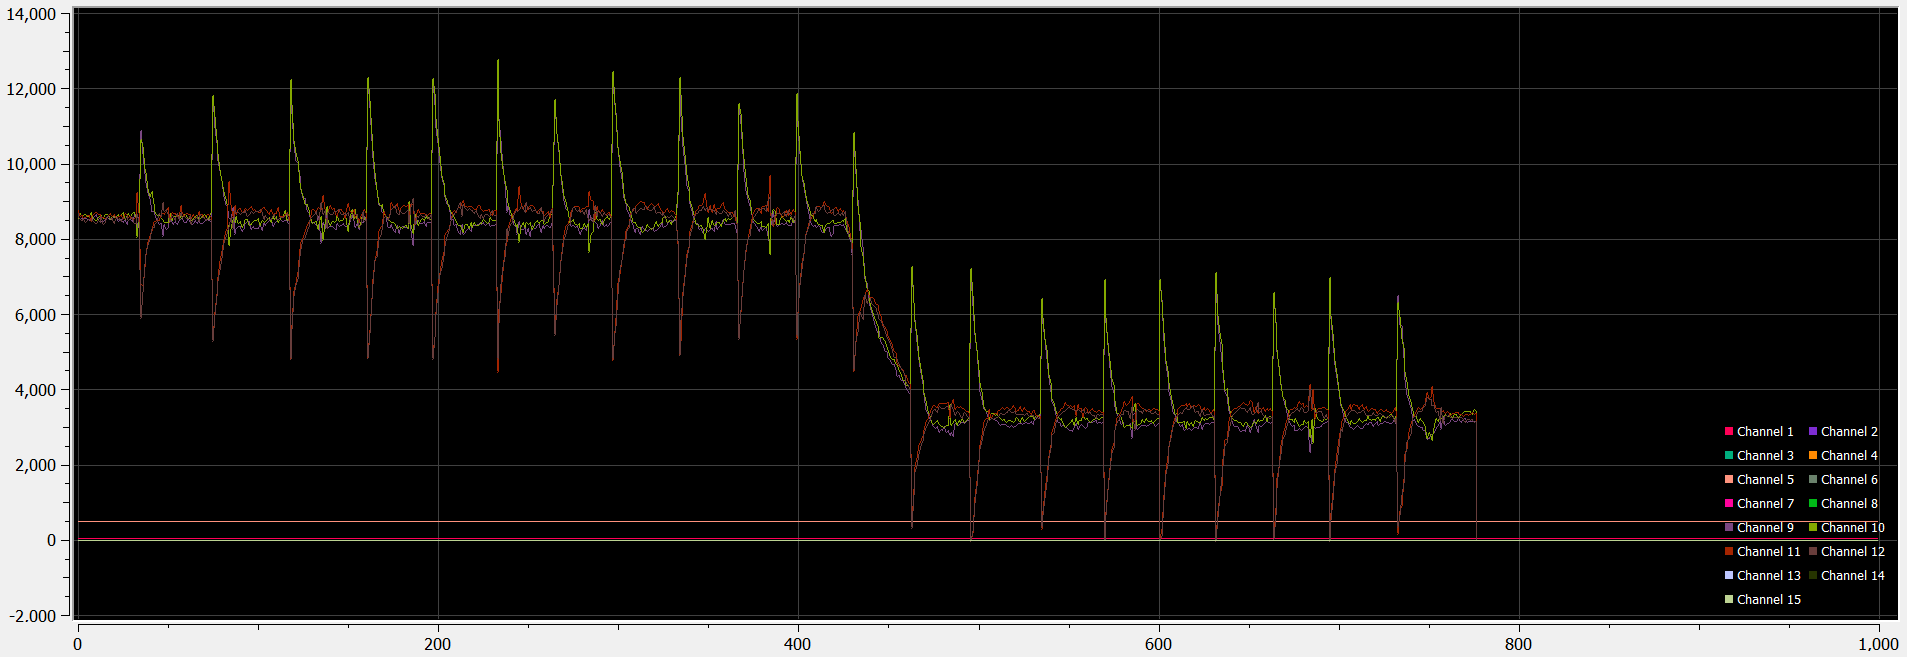 14,000
12,000
10,000
8,000
6,000
4,000
2,000
0
-2,000
Channel 1 Channel 2
Channel 3 Channel 4
Channel 5 Channel 6
Channel 7 Channel 8
Channel 9 Channel 10
Channel 11 Channel 12
Channel 13 Channel 14
Channel 15
0 200 400 600 800 1,000